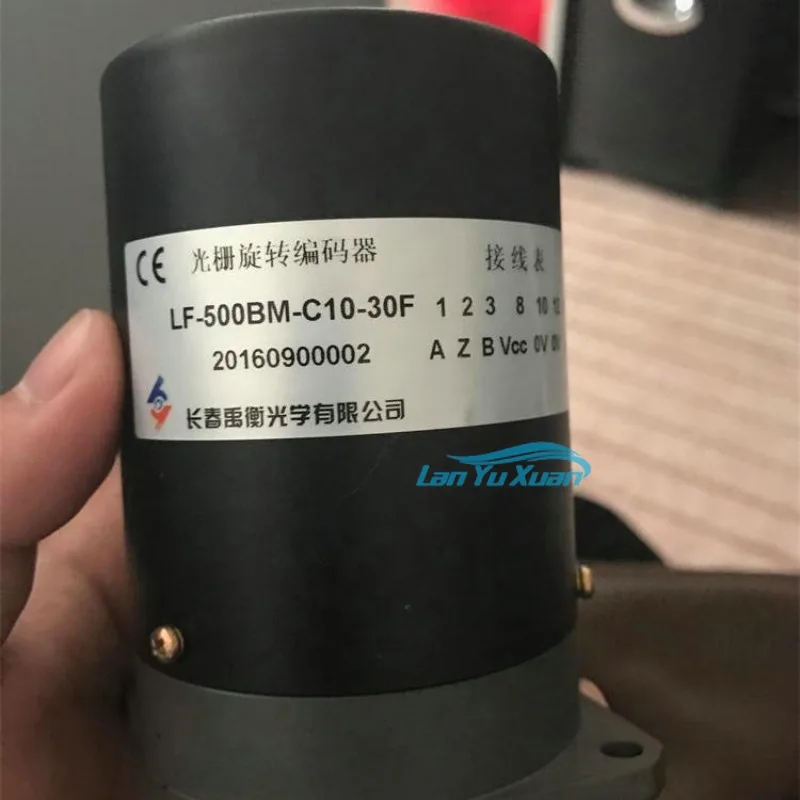 CE 光栅旋转编码器 接线表
LF-500BM-C10-30F 1 2 3 8 10
20160900002 A Z B Vcc 0V
长春禹衡光学有限公司
Lan Yu Xuan